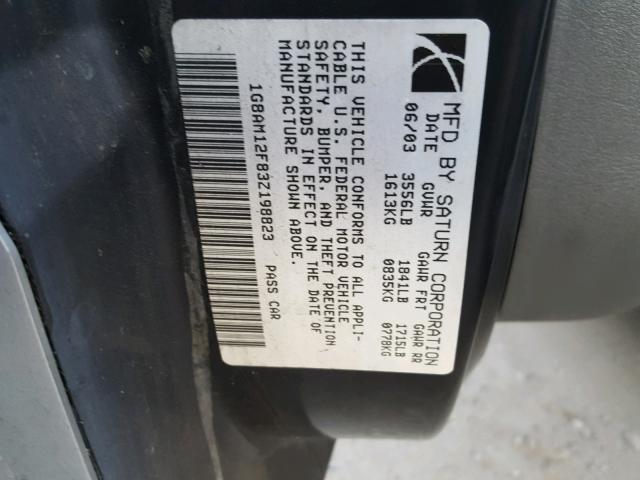 MFD BY SATURN CORPORATION
DATE GVWR GAWR FRT GAWR RR
06/03 3556LB 1841LB 1715LB
1613KG 0835KG 0778KG
THIS VEHICLE CONFORMS TO ALL APPLI-
CABLE U.S. FEDERAL MOTOR VEHICLE
SAFETY, BUMPER, AND THEFT PREVENTION
STANDARDS IN EFFECT ON THE DATE OF
MANUFACTURE SHOWN ABOVE.
1G8AM12F83Z198823 PASS CAR